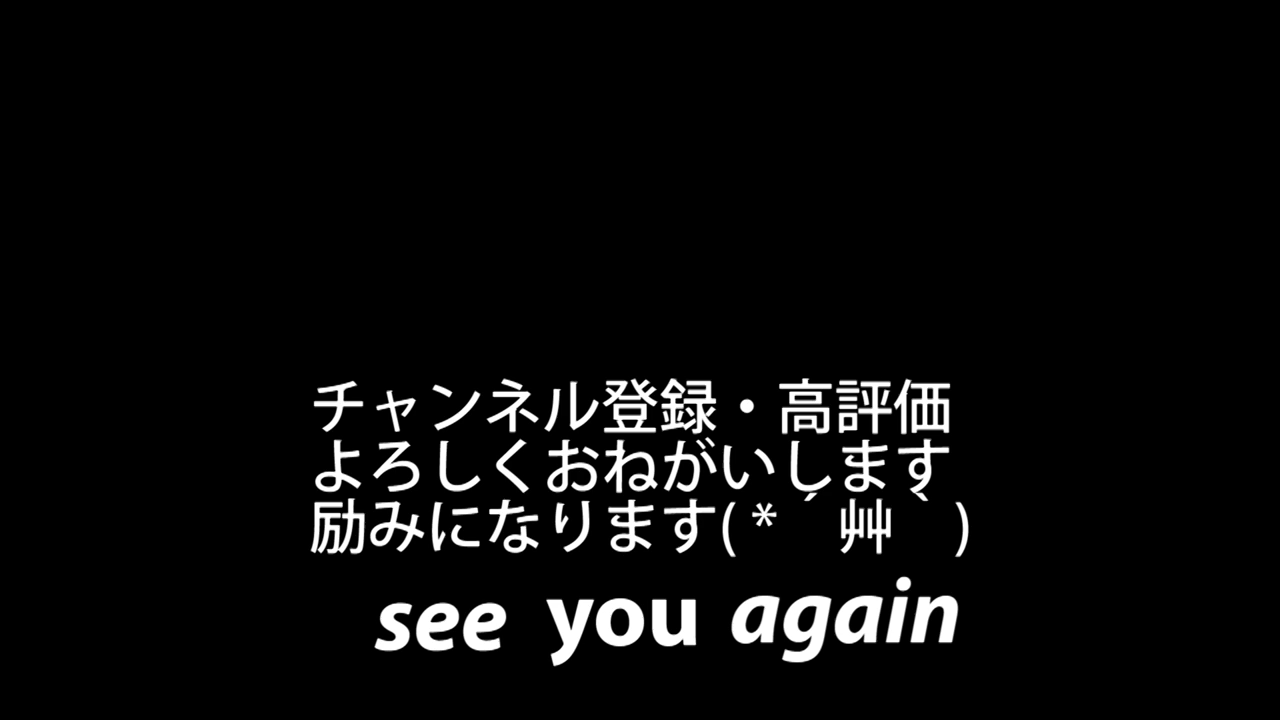 チャンネル登録・高評価
よろしくおねがいします
励みになります(*´艸`)
see you again